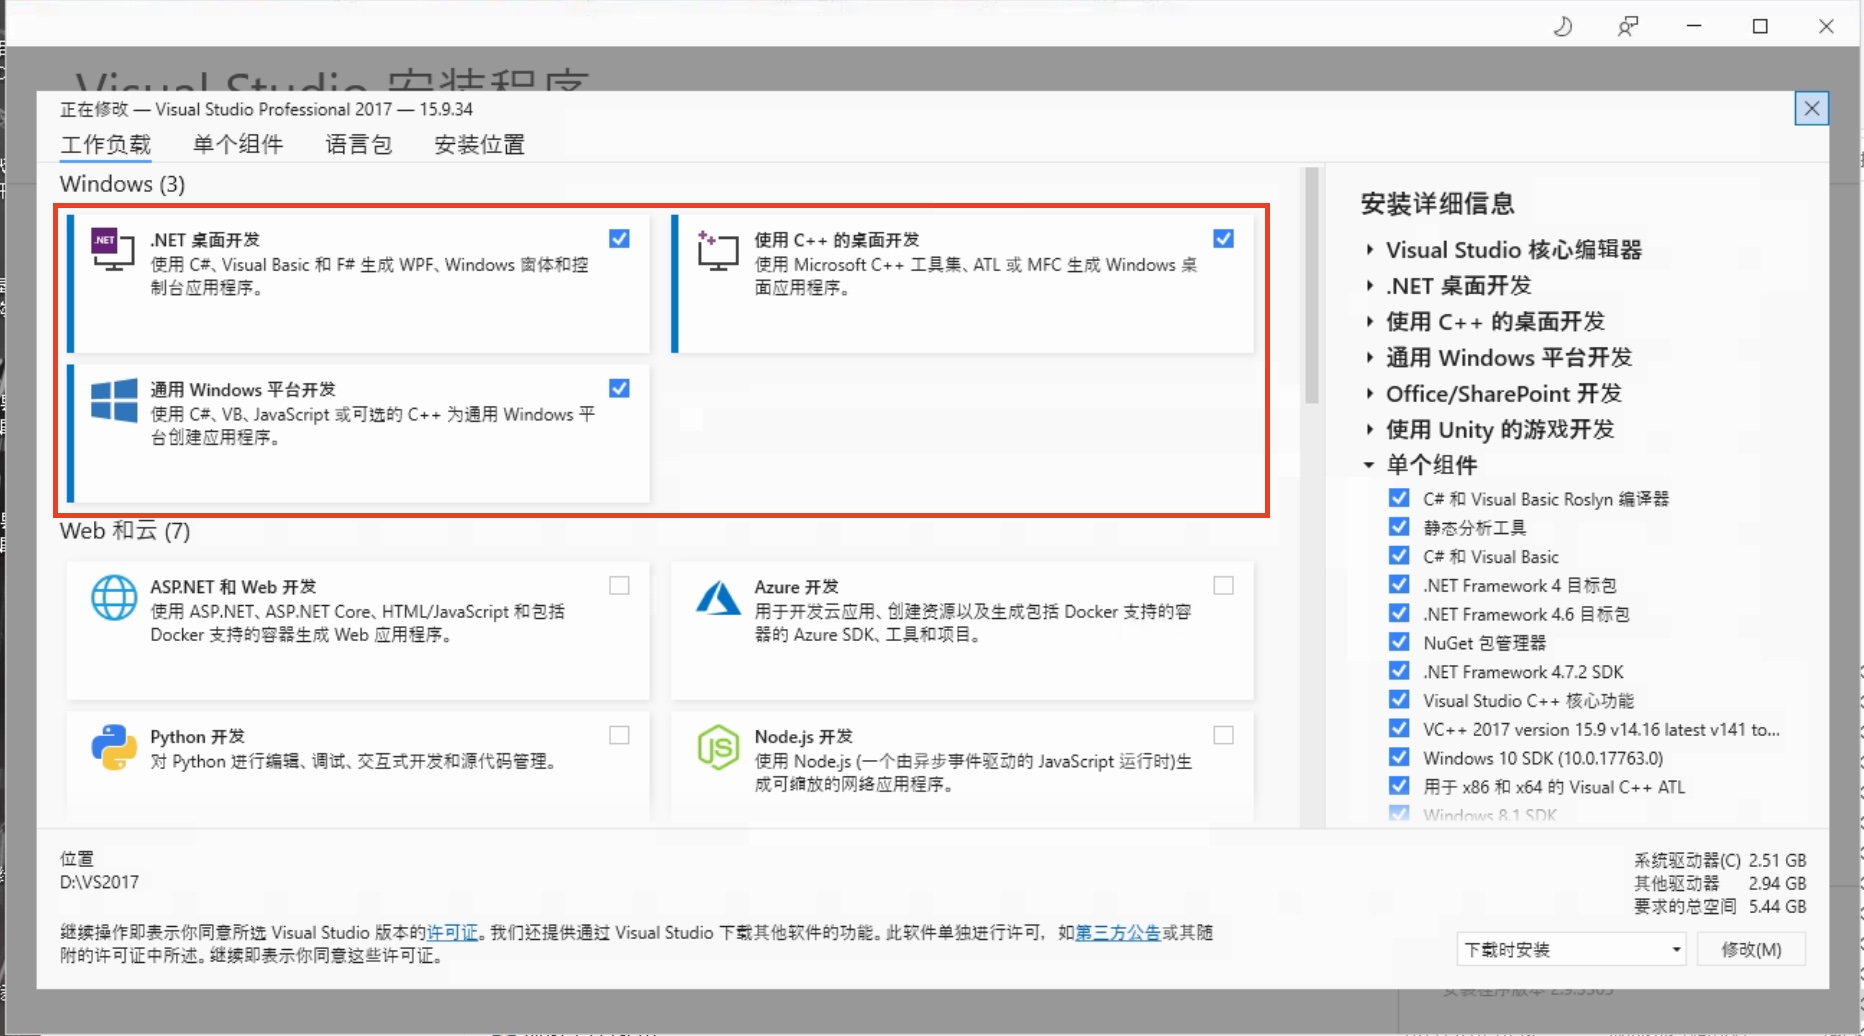 Visual Studio 安装程序
正在修改 — Visual Studio Professional 2017 — 15.9.34
工作负载 单个组件 语言包 安装位置
Windows (3)
.NET 桌面开发
使用 C#、Visual Basic 和 F# 生成 WPF、Windows 窗体和控
制台应用程序。
使用 C++ 的桌面开发
使用 Microsoft C++ 工具集、ATL 或 MFC 生成 Windows 桌
面应用程序。
通用 Windows 平台开发
使用 C#、VB、JavaScript 或可选的 C++ 为通用 Windows 平
台创建应用程序。
Web 和云 (7)
ASP.NET 和 Web 开发
使用 ASP.NET、ASP.NET Core、HTML/JavaScript 和包括
Docker 支持的容器生成 Web 应用程序。
Azure 开发
用于开发云应用、创建资源以及生成包括 Docker 支持的容
器的 Azure SDK、工具和项目。
Python 开发
对 Python 进行编辑、调试、交互式开发和源代码管理。
Node.js 开发
使用 Node.js (一个由异步事件驱动的 JavaScript 运行时)生
成可缩放的网络应用程序。
安装详细信息
Visual Studio 核心编辑器
.NET 桌面开发
使用 C++ 的桌面开发
通用 Windows 平台开发
Office/SharePoint 开发
使用 Unity 的游戏开发
单个组件
C# 和 Visual Basic Roslyn 编译器
静态分析工具
C# 和 Visual Basic
.NET Framework 4 目标包
.NET Framework 4.6 目标包
NuGet 包管理器
.NET Framework 4.7.2 SDK
Visual Studio C++ 核心功能
VC++ 2017 version 15.9 v14.16 latest v141 to...
Windows 10 SDK (10.0.17763.0)
用于 x86 和 x64 的 Visual C++ ATL
Windows 8.1 SDK
位置
D:\VS2017
继续操作即表示你同意所选 Visual Studio 版本的许可证。我们还提供通过 Visual Studio 下载其他软件的功能。此软件单独进行许可，如第三方公告或其随
附的许可证中所述。继续即表示你同意这些许可证。
系统驱动器(C) 2.51 GB
其他驱动器 2.94 GB
要求的总空间 5.44 GB
下载时安装
修改(M)